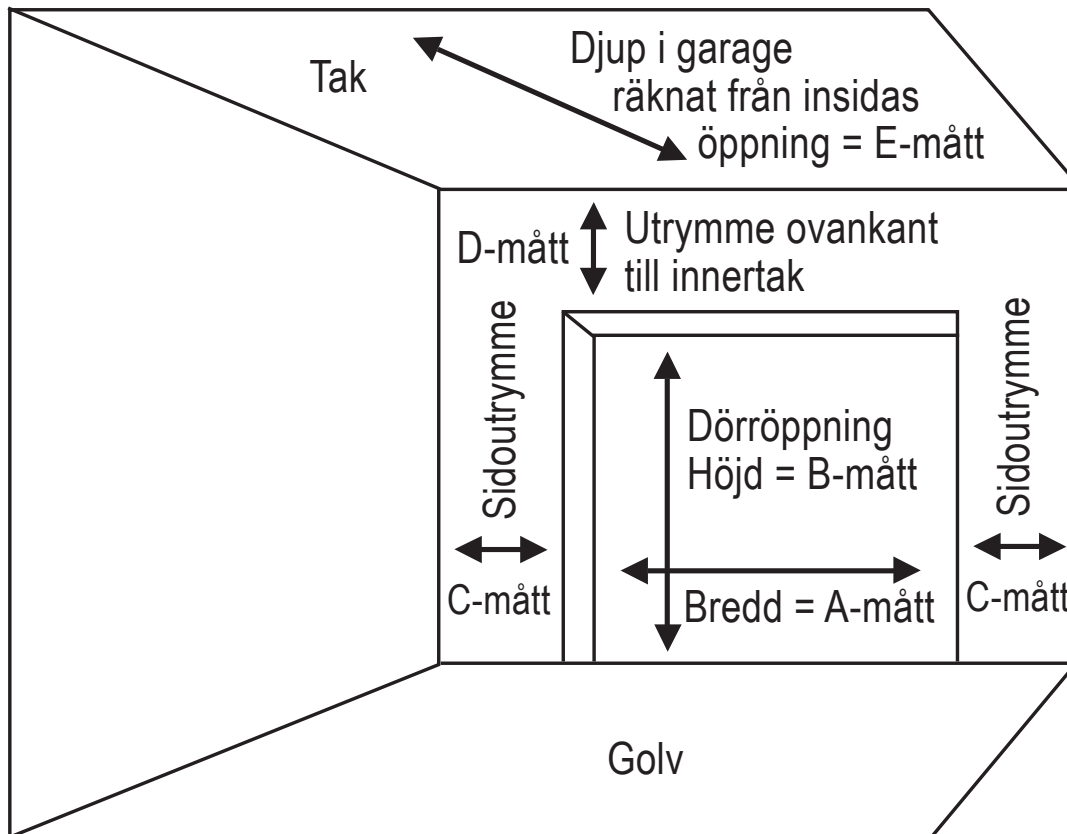 Tak
Djup i garage
räknat från insidas
öppning = E-mått
D-mått
Utrymme ovankant
till innertak
Sidoutrymme
C-mått
Dörröppning
Höjd = B-mått
Bredd = A-mått
Sidoutrymme
C-mått
Golv